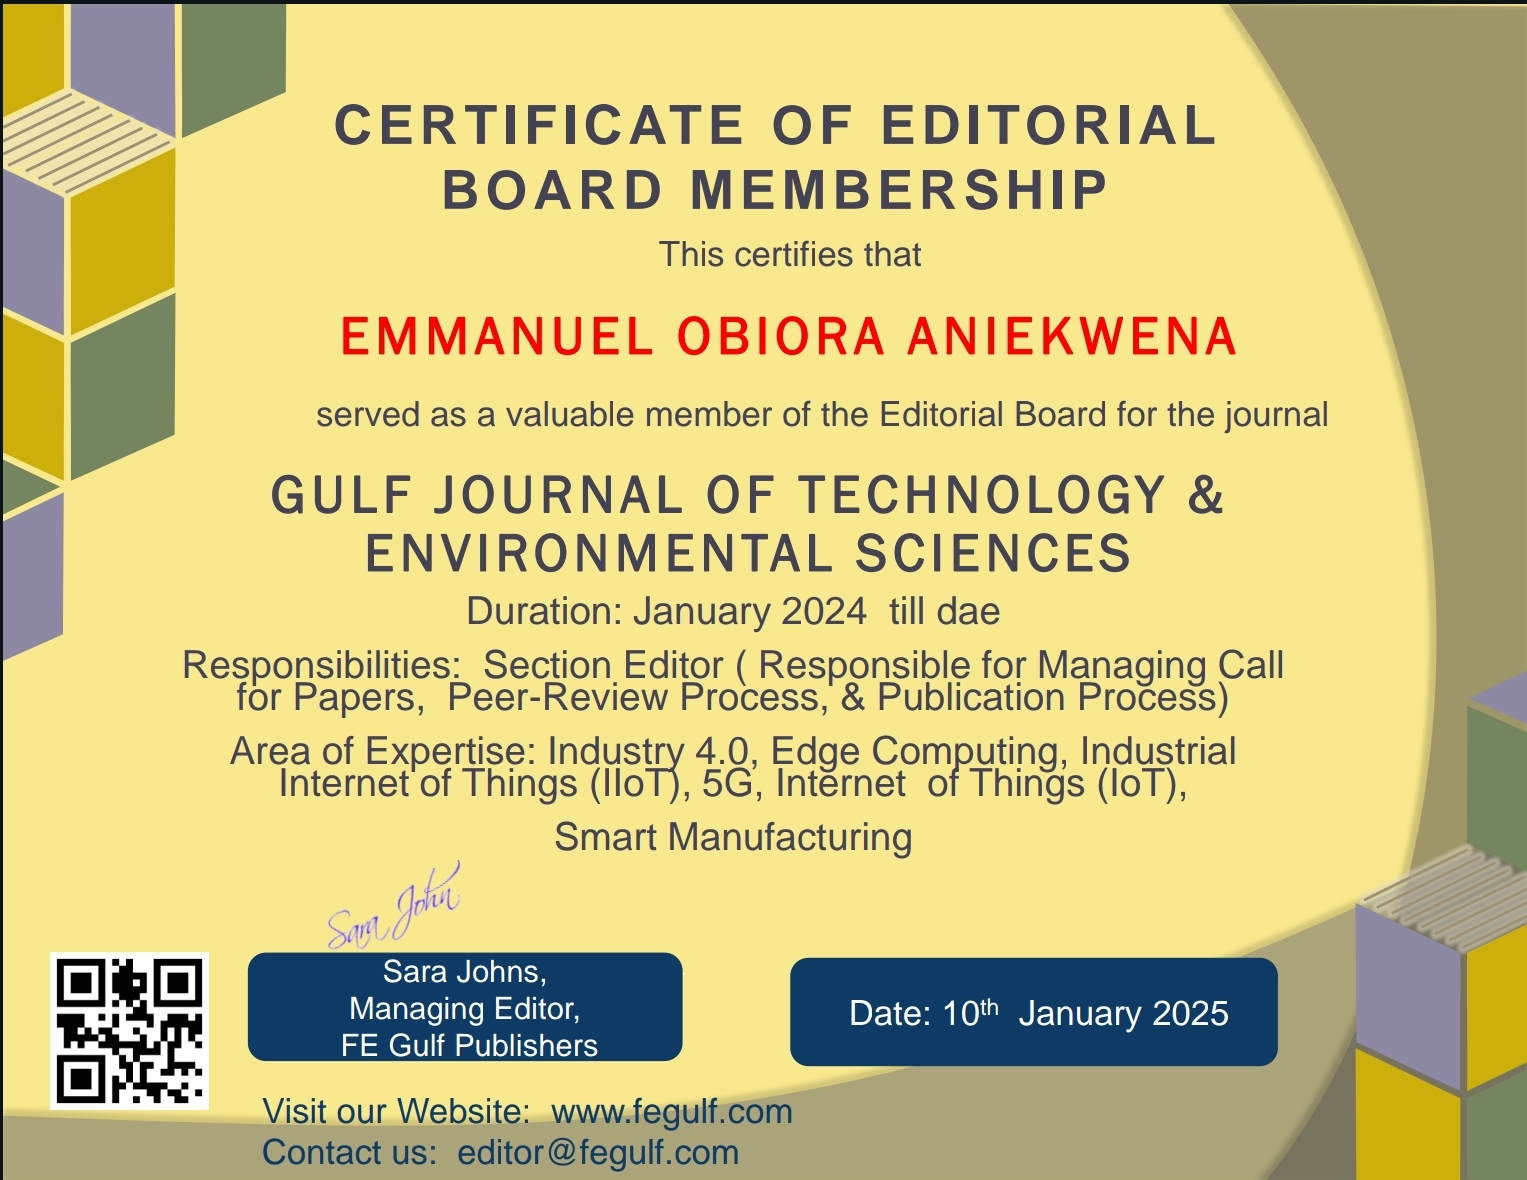 CERTIFICATE OF EDITORIAL
BOARD MEMBERSHIP
This certifies that
EMMANUEL OBIORA ANIEKWENA
served as a valuable member of the Editorial Board for the journal
GULF JOURNAL OF TECHNOLOGY &
ENVIRONMENTAL SCIENCES
Duration: January 2024 till dae
Responsibilities: Section Editor ( Responsible for Managing Call
for Papers, Peer-Review Process, & Publication Process)
Area of Expertise: Industry 4.0, Edge Computing, Industrial
Internet of Things (IIoT), 5G, Internet of Things (IoT),
Smart Manufacturing
Sara John
Sara Johns,
Managing Editor,
FE Gulf Publishers
Date: 10th January 2025
Visit our Website: www.fegulf.com
Contact us: editor@fegulf.com